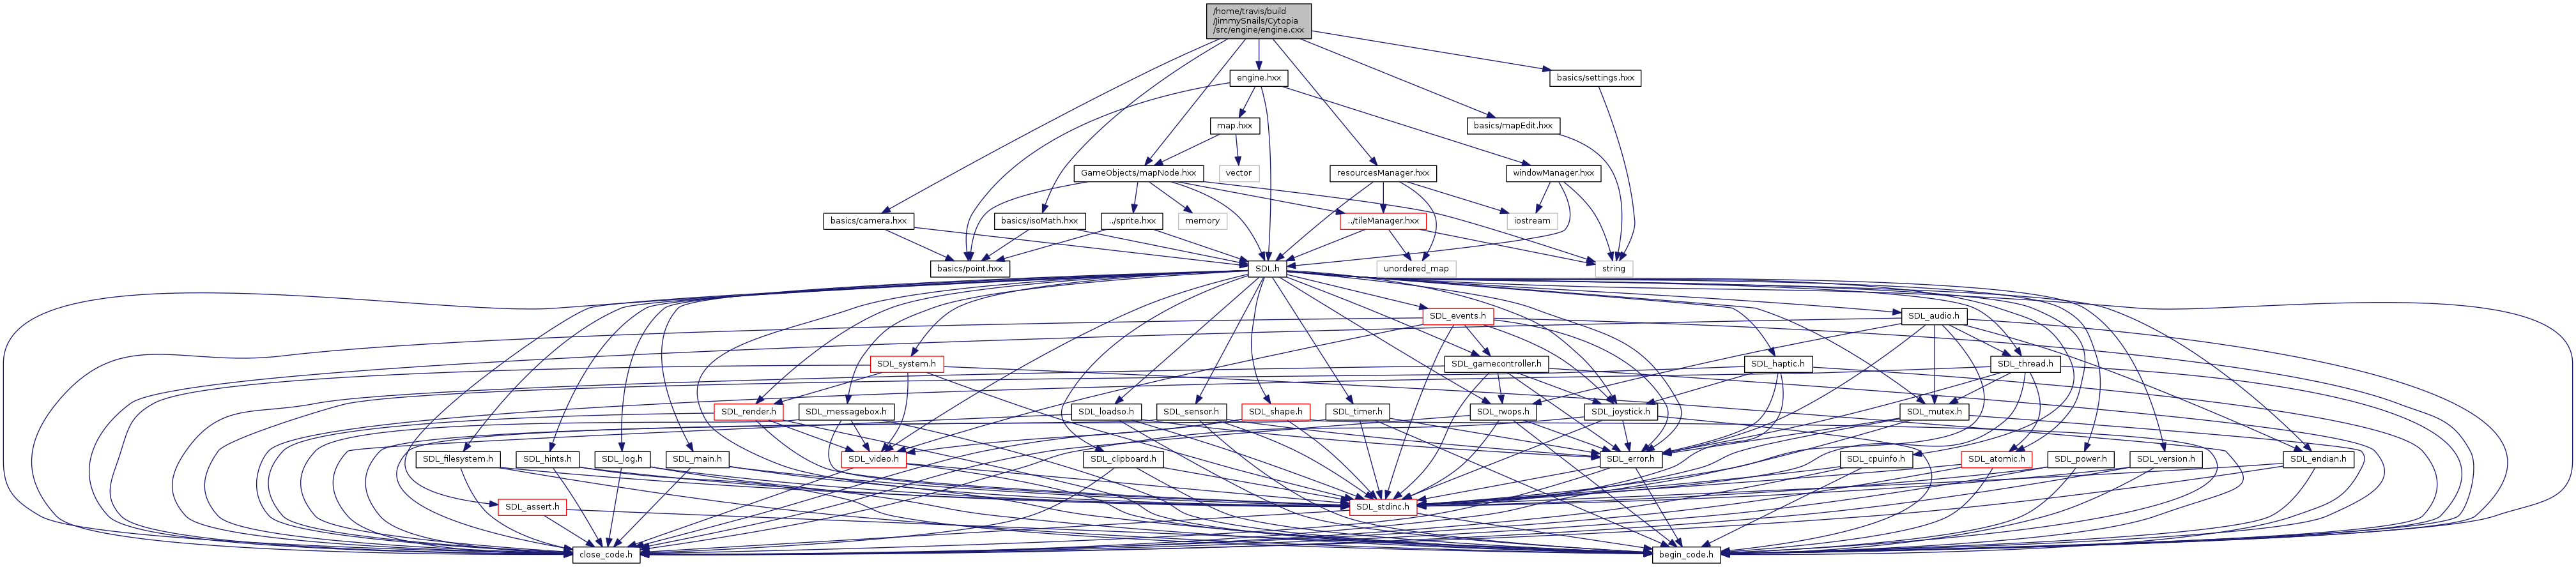 /home/travis/build
/JimmySnails/Cytopia
/src/engine/engine.cxx
engine.hxx
basics/settings.hxx
map.hxx
basics/mapEdit.hxx
GameObjects/mapNode.hxx
vector
resourcesManager.hxx
windowManager.hxx
basics/camera.hxx
basics/isoMath.hxx
../sprite.hxx
memory
../tileManager.hxx
iostream
basics/point.hxx
SDL.h
unordered_map
string
SDL_events.h
SDL_audio.h
SDL_system.h
SDL_gamecontroller.h
SDL_haptic.h
SDL_thread.h
SDL_render.h
SDL_messagebox.h
SDL_loadso.h
SDL_sensor.h
SDL_shape.h
SDL_timer.h
SDL_rwops.h
SDL_joystick.h
SDL_mutex.h
SDL_filesystem.h
SDL_hints.h
SDL_log.h
SDL_main.h
SDL_video.h
SDL_clipboard.h
SDL_error.h
SDL_cpuinfo.h
SDL_atomic.h
SDL_power.h
SDL_version.h
SDL_endian.h
SDL_assert.h
SDL_stdinc.h
close_code.h
begin_code.h